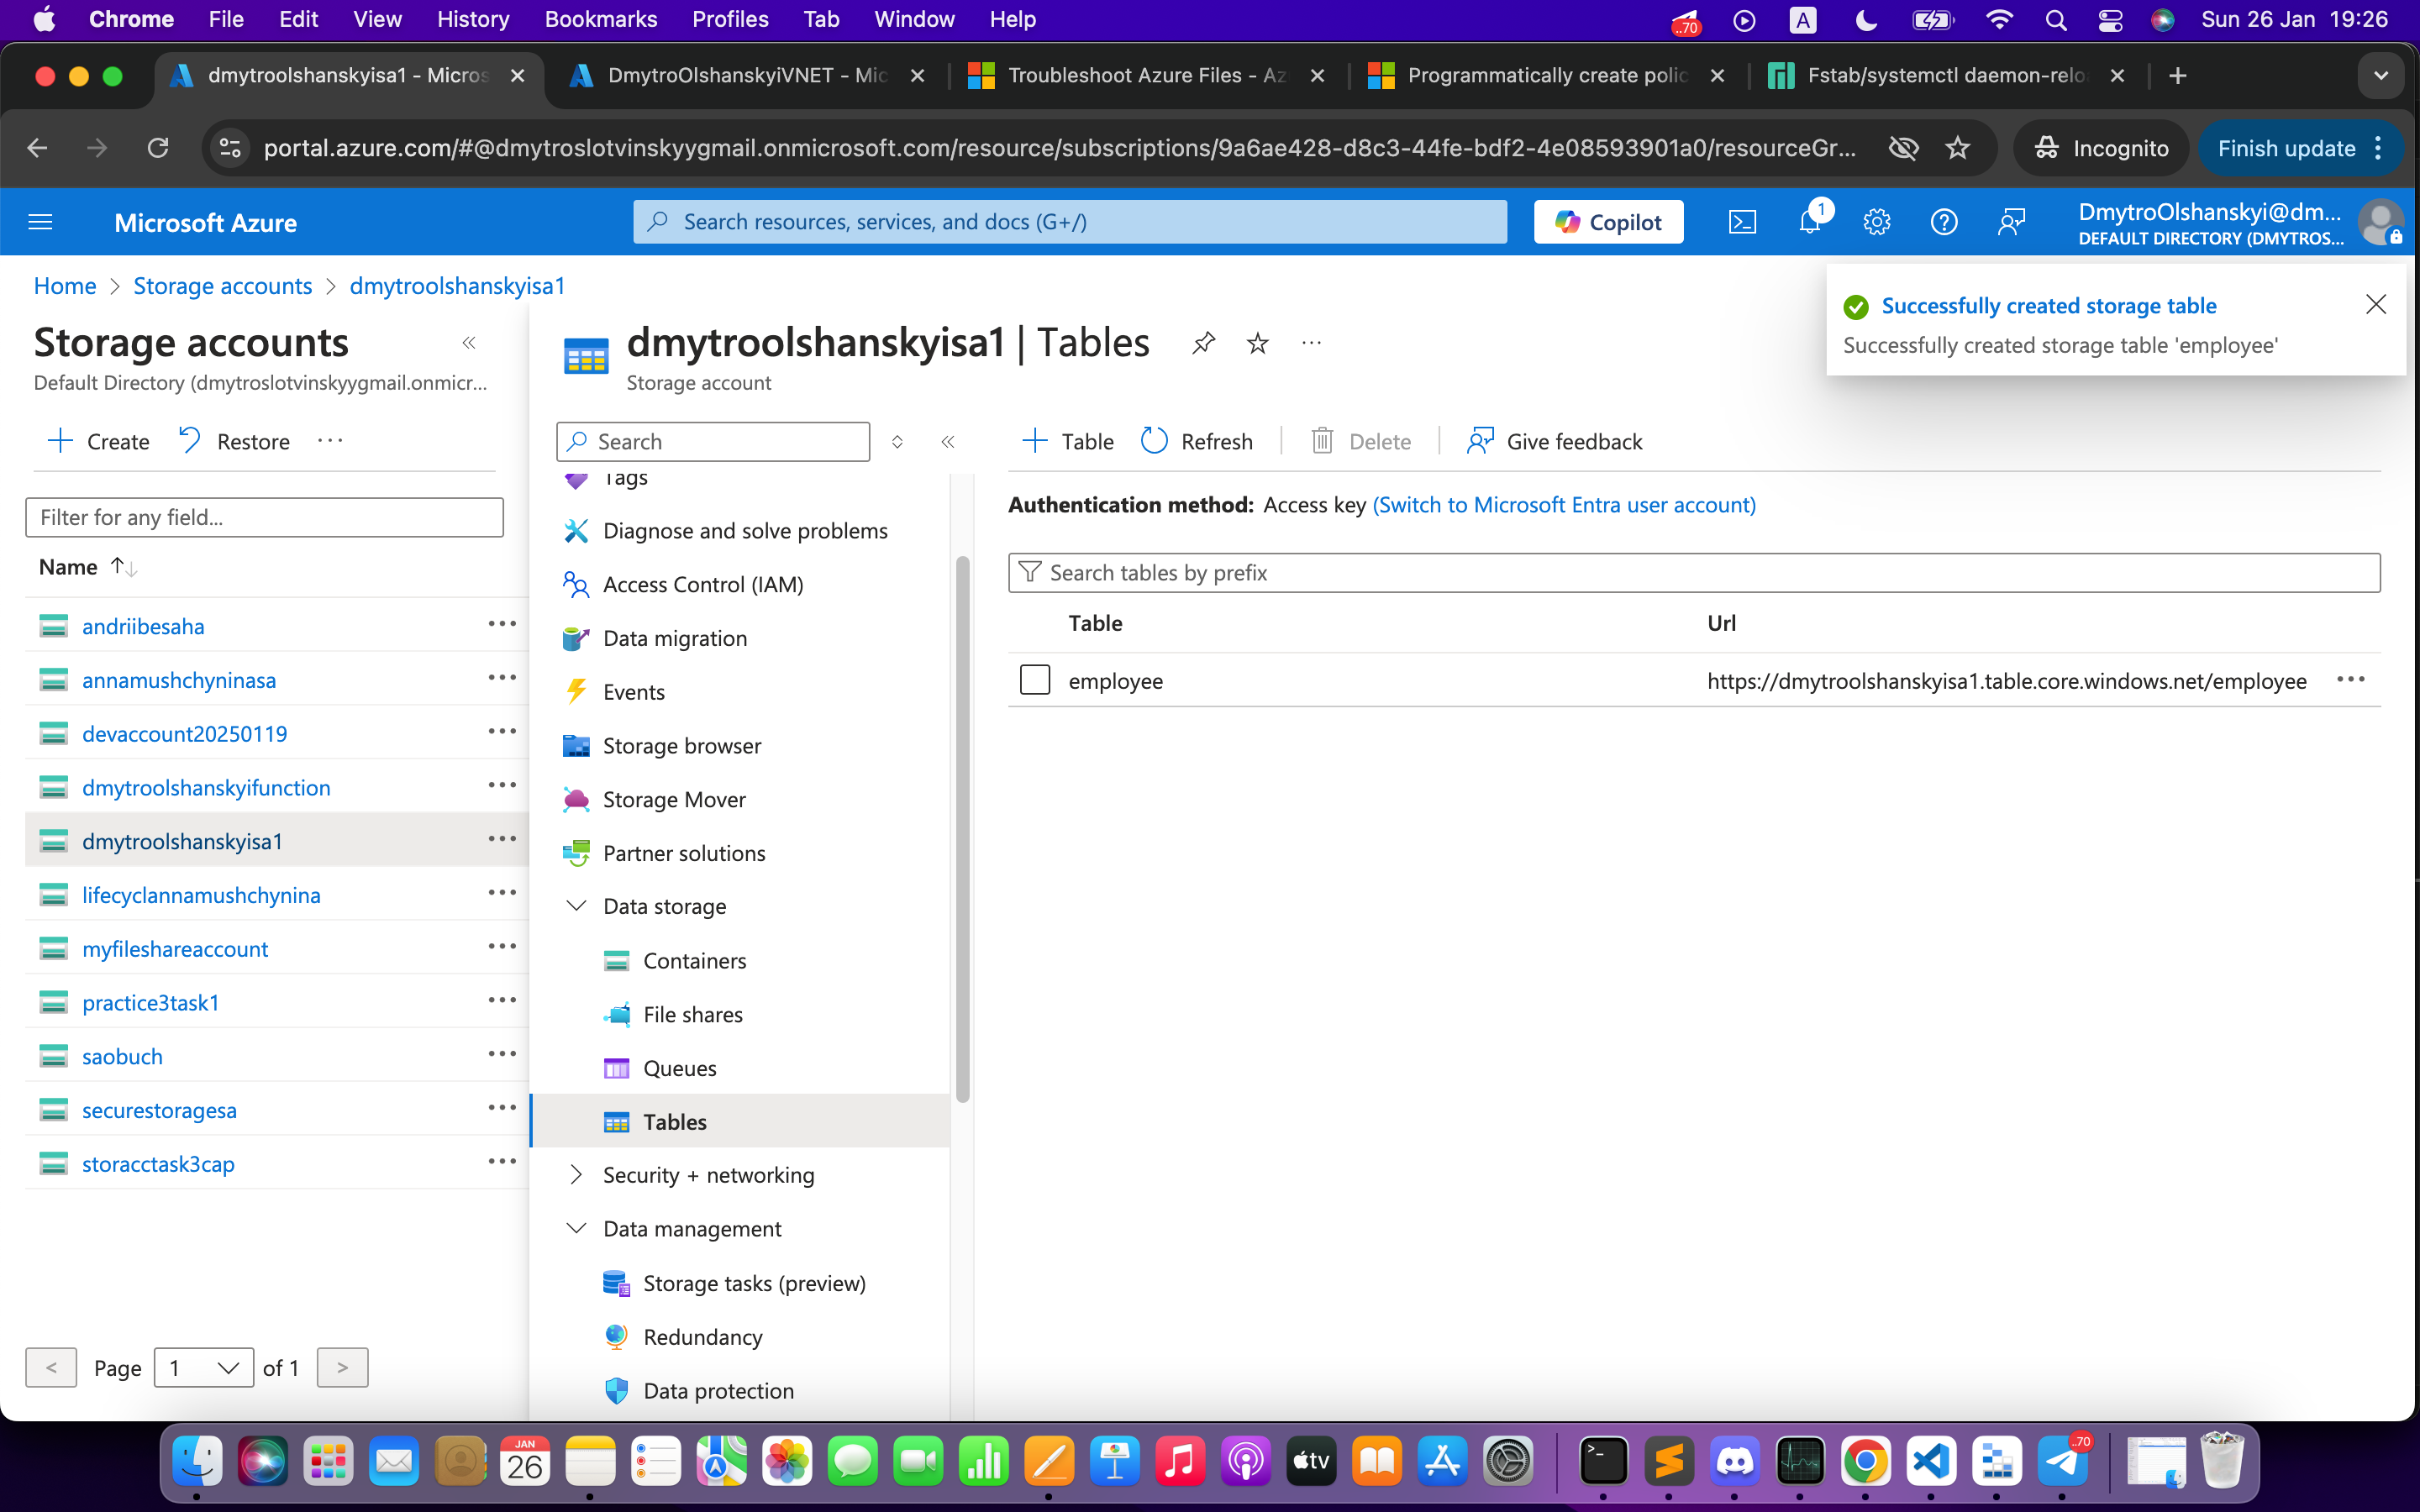 Chrome File Edit View History Bookmarks Profiles Tab Window Help ..70 A Sun 26 Jan 19:26
dmytroolshanskyisa1 - Micros DmytroOlshanskyiVNET - Mic Troubleshoot Azure Files - Az Programmatically create polic Fstab/systemctl daemon-relo
portal.azure.com/#@dmytroslotvinskyygmail.onmicrosoft.com/resource/subscriptions/9a6ae428-d8c3-44fe-bdf2-4e08593901a0/resourceGr... Incognito Finish update
Microsoft Azure Search resources, services, and docs (G+/) Copilot 1 DmytroOlshanskyi@dm...
DEFAULT DIRECTORY (DMYTROS...
Home > Storage accounts > dmytroolshanskyisa1
Successfully created storage table
Successfully created storage table 'employee'
Storage accounts
Default Directory (dmytroslotvinskyygmail.onmicr...
Create Restore ...
Filter for any field...
Name
andriibesaha
annamushchyninasa
devaccount20250119
dmytroolshanskyifunction
dmytroolshanskyisa1
lifecyclannamushchynina
myfileshareaccount
practice3task1
saobuch
securestoragesa
storacctask3cap
< Page 1 of 1 >
dmytroolshanskyisa1 | Tables
Storage account
Search
Tags
Diagnose and solve problems
Access Control (IAM)
Data migration
Events
Storage browser
Storage Mover
Partner solutions
Data storage
Containers
File shares
Queues
Tables
Security + networking
Data management
Storage tasks (preview)
Redundancy
Data protection
Table Refresh Delete Give feedback
Authentication method: Access key (Switch to Microsoft Entra user account)
Search tables by prefix
Table Url
employee https://dmytroolshanskyisa1.table.core.windows.net/employee
JAN
26
tv
..70